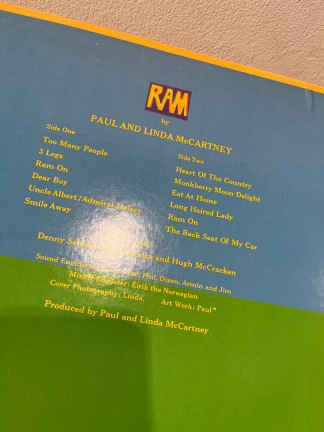 RAM
by
PAUL AND LINDA McCARTNEY
Side One
Too Many People
3 Legs
Ram On
Dear Boy
Uncle Albert/Admiral Halsey
Smile Away
Side Two
Heart Of The Country
Monkberry Moon Delight
Eat At Home
Long Haired Lady
Ram On
The Back Seat Of My Car
Denny and Hugh McCracken
Sound Dixon, Armin and Jim
Eirik the Norwegian
Cover Photography: Linda. Art Work: Paul
Produced by Paul and Linda McCartney